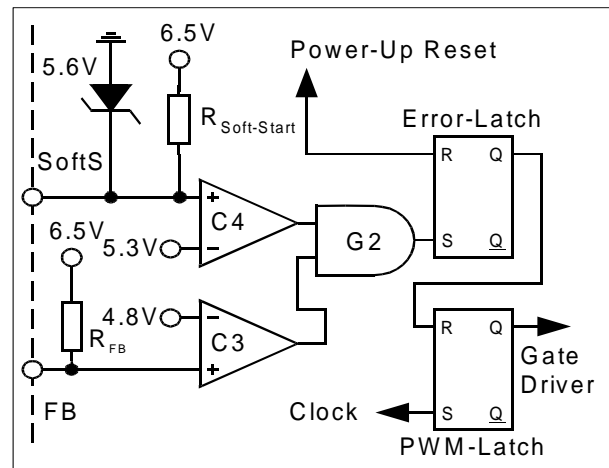 6.5V
Power-Up Reset
5.6V
R Soft-Start
Error-Latch
SoftS
R Q
+
C4
-
G2
5.3V
S Q
6.5V
4.8V
-
R FB
C3
+
R Q
Gate
Driver
FB
Clock
S Q
PWM-Latch